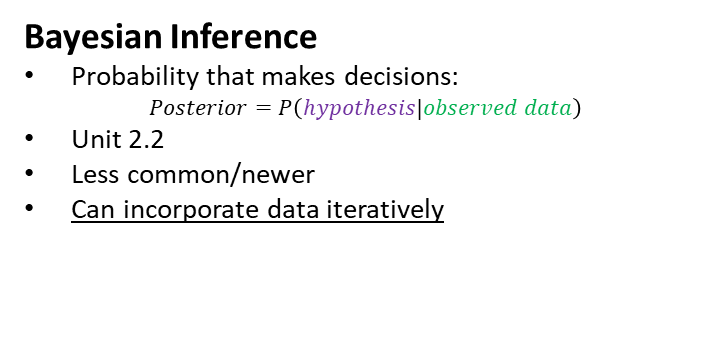 Bayesian Inference
• Probability that makes decisions:
Posterior = P(hypothesis|observed data)
• Unit 2.2
• Less common/newer
• Can incorporate data iteratively